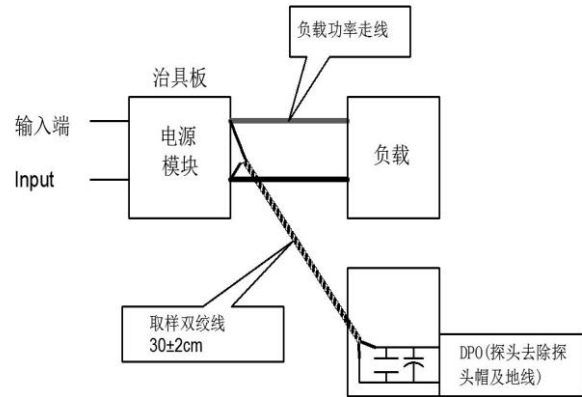 负载功率走线
治具板
输入端
Input
电源
模块
负载
取样双绞线
30±2cm
DPO(探头去除探
头帽及地线)